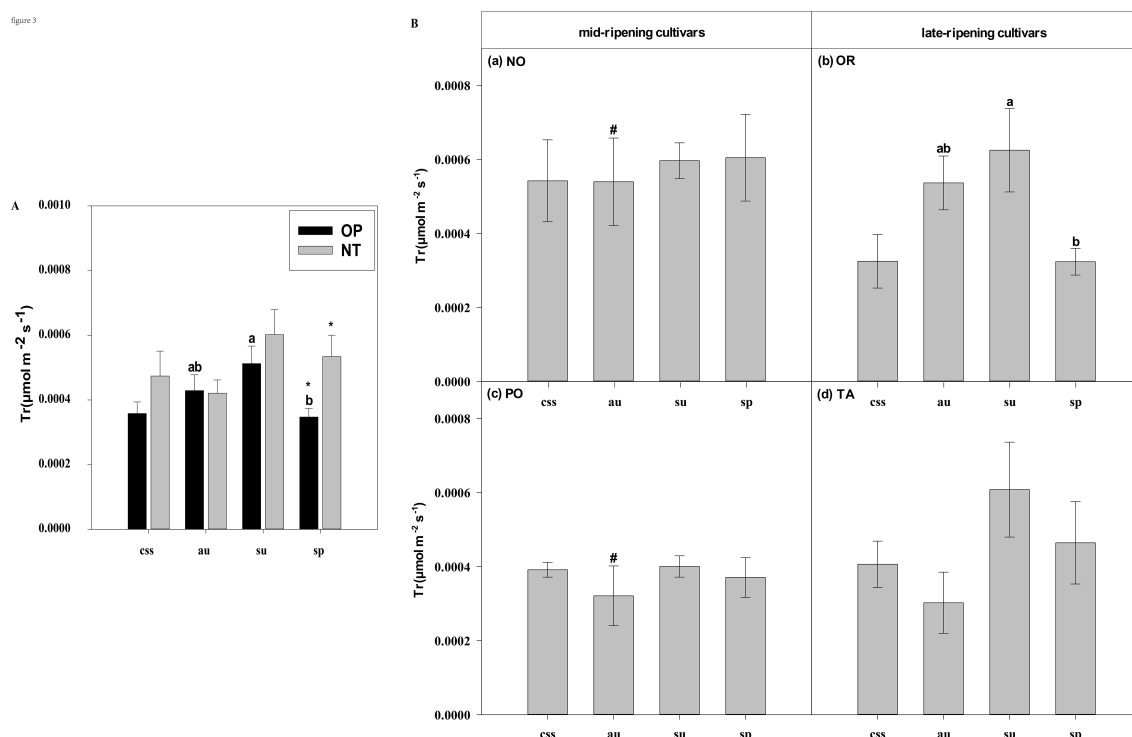 figure 3
A
Tr(µmol m-2 s-1)
0.0010
0.0008
0.0006
0.0004
0.0002
0.0000
OP
NT
ab
a
*
b
*
css au su sp
B
mid-ripening cultivars
late-ripening cultivars
(a) NO
Tr(µmol m-2 s-1)
0.0008
0.0006
0.0004
0.0002
0.0000
#
css au su sp
(b) OR
ab
a
b
css au su sp
(c) PO
Tr(µmol m-2 s-1)
0.0008
0.0006
0.0004
0.0002
0.0000
#
css au su sp
(d) TA
css au su sp